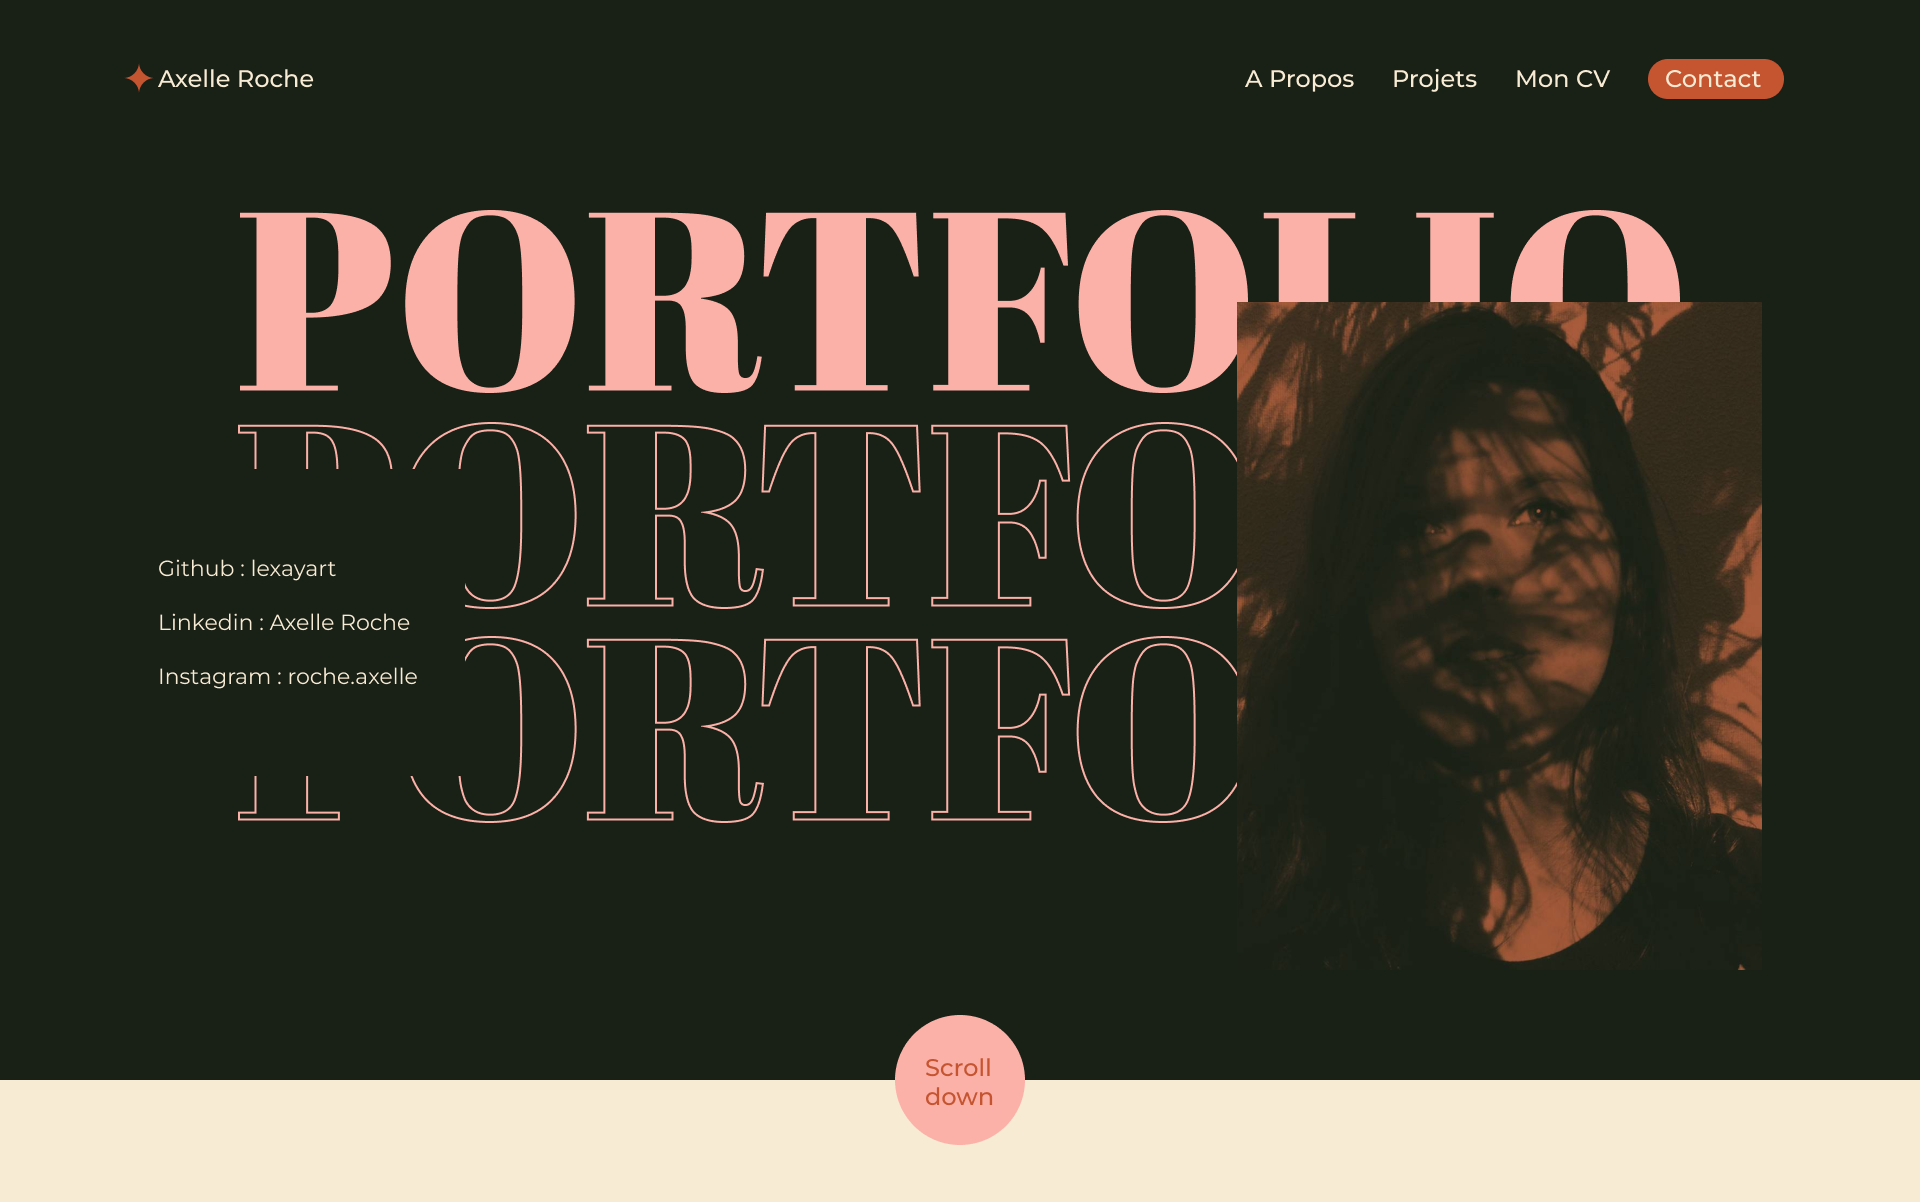 Axelle Roche
A Propos
Projets
Mon CV
Contact
PORTFOLIO
PORTFO
PORTFO
Github : lexayart
Linkedin : Axelle Roche
Instagram : roche.axelle
Scroll
down